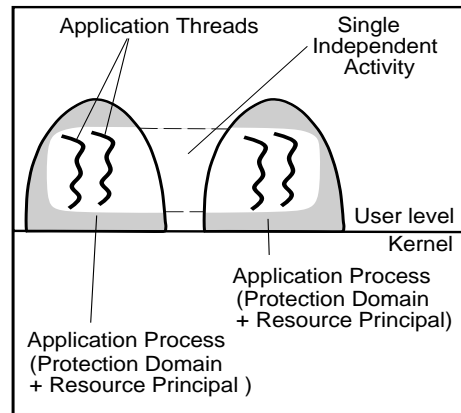 Application Threads
Single
Independent
Activity
User level
Kernel
Application Process
(Protection Domain
+ Resource Principal)
Application Process
(Protection Domain
+ Resource Principal )